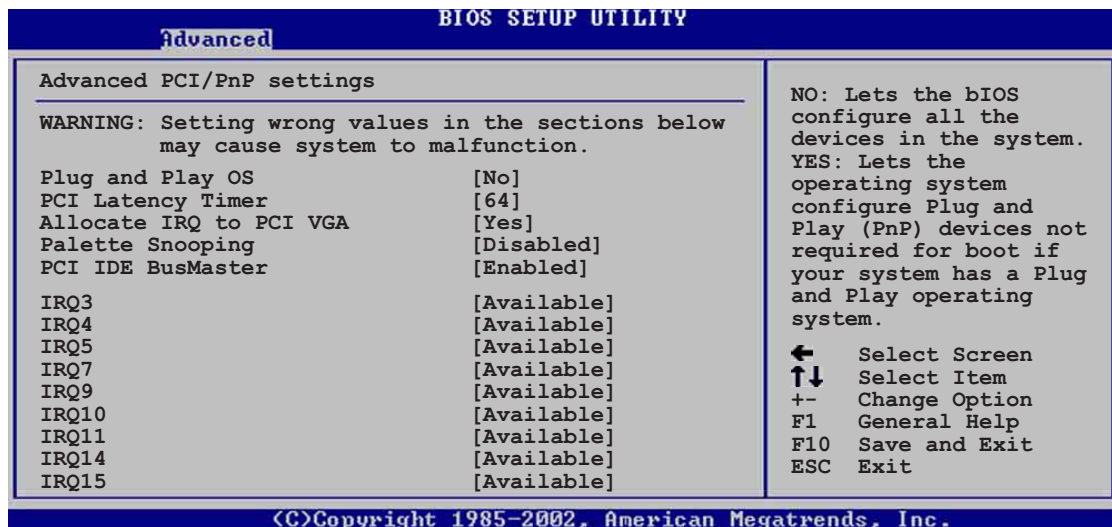 BIOS SETUP UTILITY
Advanced
Advanced PCI/PnP settings
WARNING: Setting wrong values in the sections below
may cause system to malfunction.
Plug and Play OS [No]
PCI Latency Timer [64]
Allocate IRQ to PCI VGA [Yes]
Palette Snooping [Disabled]
PCI IDE BusMaster [Enabled]
IRQ3 [Available]
IRQ4 [Available]
IRQ5 [Available]
IRQ7 [Available]
IRQ9 [Available]
IRQ10 [Available]
IRQ11 [Available]
IRQ14 [Available]
IRQ15 [Available]
NO: Lets the bIOS
configure all the
devices in the system.
YES: Lets the
operating system
configure Plug and
Play (PnP) devices not
required for boot if
your system has a Plug
and Play operating
system.
← Select Screen
↑↓ Select Item
+- Change Option
F1 General Help
F10 Save and Exit
ESC Exit
(C)Copyright 1985-2002, American Megatrends, Inc.